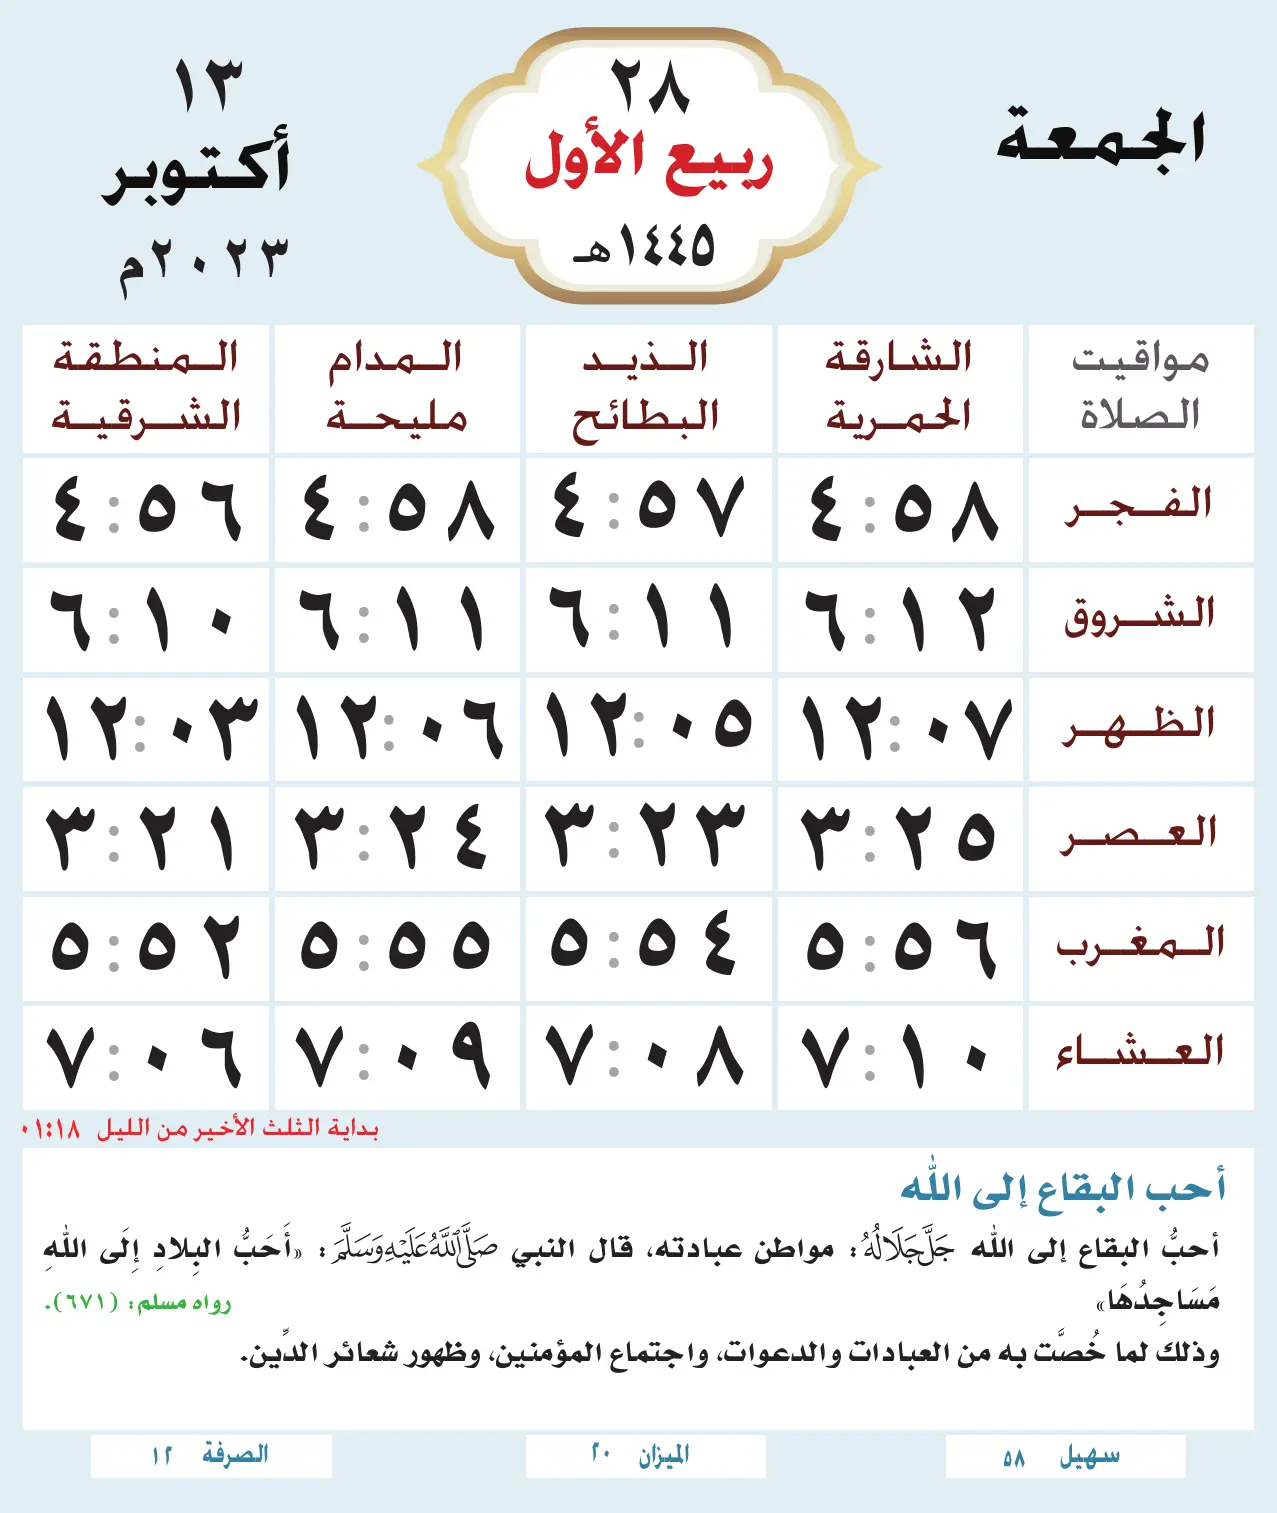 الجمعة
٢٨
ربيع الأول
١٤٤٥هـ
١٣
أكتوبر
٢٠٢٣م
مواقيت الصلاة
الشارقة الحمرية
الذيد البطائح
المدام مليحة
المنطقة الشرقية
الفجر ٤:٥٨ ٤:٥٧ ٤:٥٨ ٤:٥٦
الشروق ٦:١٢ ٦:١١ ٦:١١ ٦:١٠
الظهر ١٢:٠٧ ١٢:٠٥ ١٢:٠٦ ١٢:٠٣
العصر ٣:٢٥ ٣:٢٣ ٣:٢٤ ٣:٢١
المغرب ٥:٥٦ ٥:٥٤ ٥:٥٥ ٥:٥٢
العشاء ٧:١٠ ٧:٠٨ ٧:٠٩ ٧:٠٦
بداية الثلث الأخير من الليل ٠١:١٨
أحب البقاع إلى الله
أحبُّ البقاع إلى الله جَلَّجَلَالُهُ: مواطن عبادته، قال النبي صَلَّىاللَّهُعَلَيْهِوَسَلَّمَ: «أَحَبُّ البِلادِ إِلَى اللهِ
مَسَاجِدُهَا» رواه مسلم: (٦٧١).
وذلك لما خُصَّت به من العبادات والدعوات، واجتماع المؤمنين، وظهور شعائر الدِّين.
سهيل ٥٨
الميزان ٢٠
الصرفة ١٢